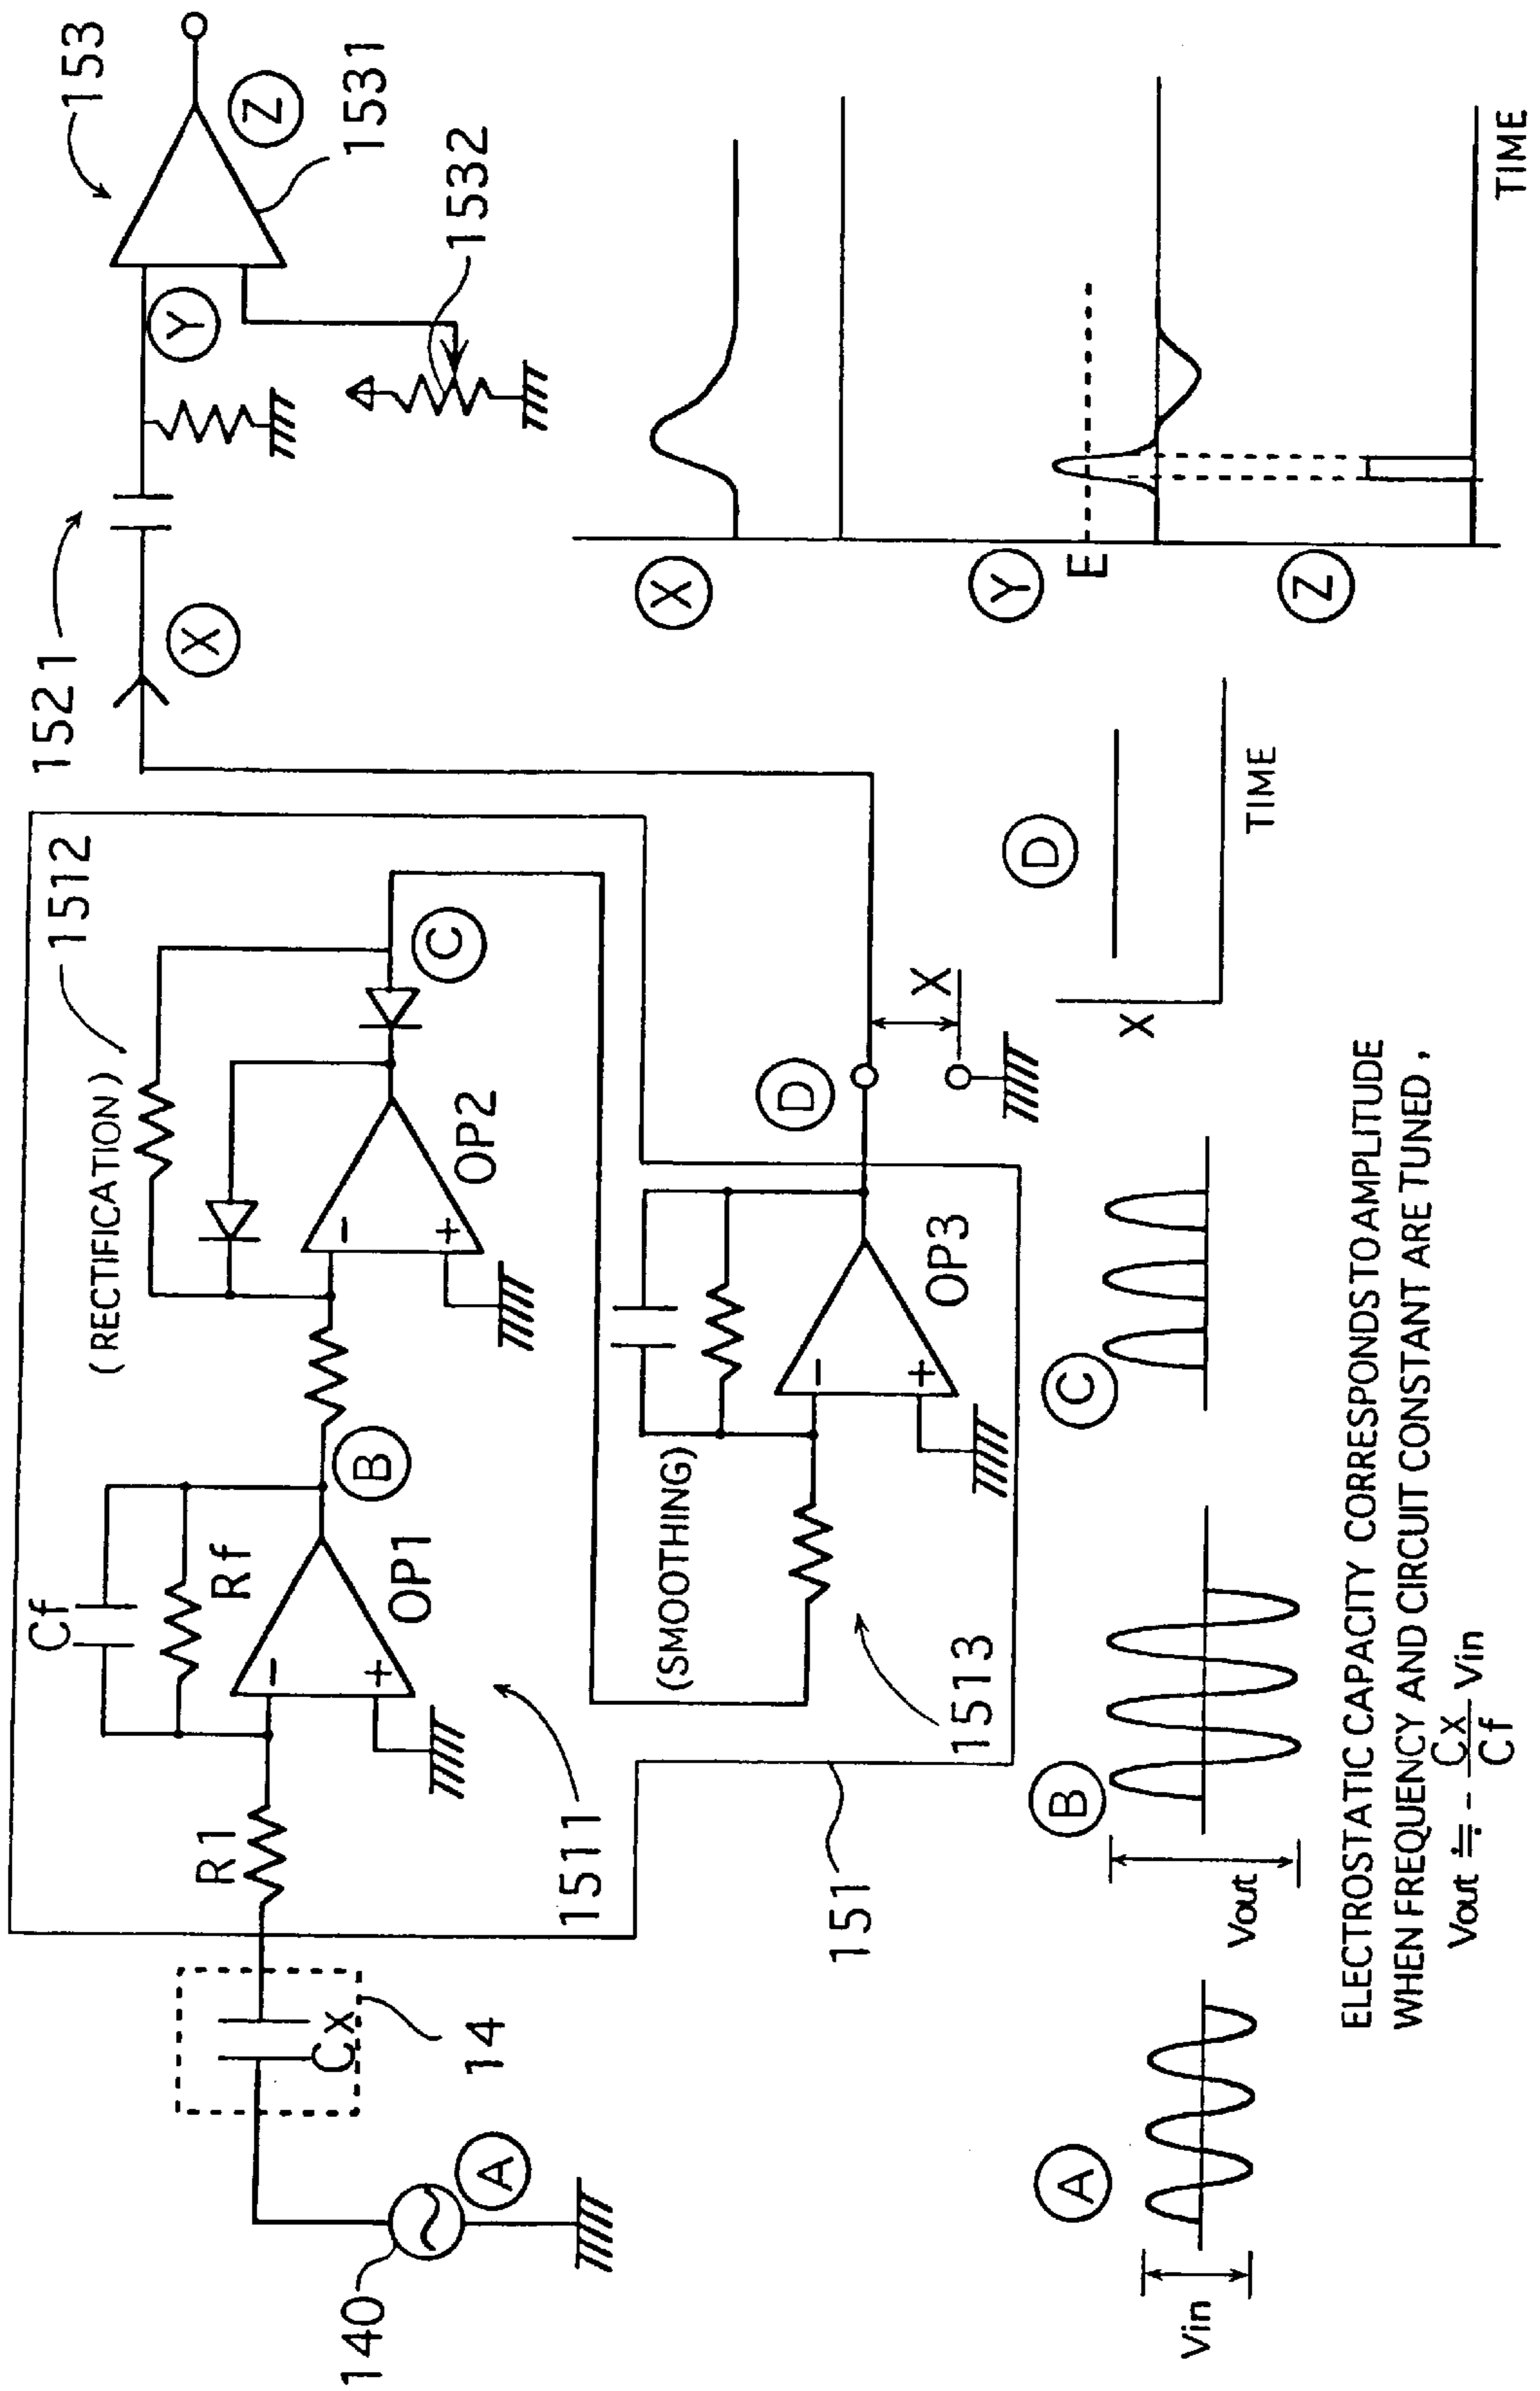 153
1521
1512
(RECTIFICATION)
Cf
Rf
R1
Cx
14
140
A
OP1
-
+
B
1511
OP2
-
+
C
X
Y
Z
1531
1532
(SMOOTHING)
OP3
-
+
1513
151
D
X
X
Y
E
Z
TIME
D
X
TIME
C
B
Vout
A
Vin
ELECTROSTATIC CAPACITY CORRESPONDS TO AMPLITUDE
WHEN FREQUENCY AND CIRCUIT CONSTANT ARE TUNED,
Vout ≒ - Cx/Cf Vin